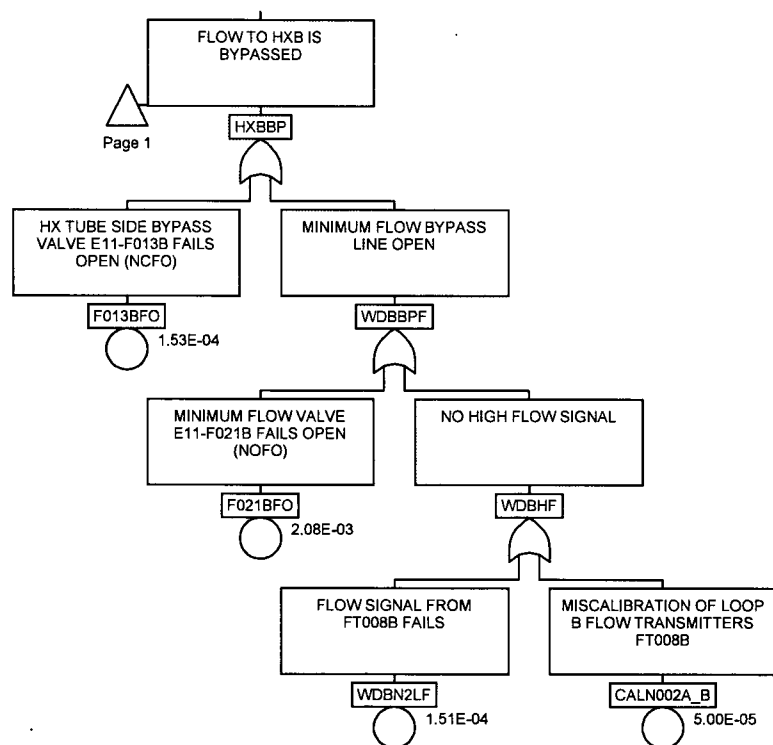 FLOW TO HXB IS
BYPASSED
Page 1
HXBBP
HX TUBE SIDE BYPASS
VALVE E11-F013B FAILS
OPEN (NCFO)
MINIMUM FLOW BYPASS
LINE OPEN
F013BFO
1.53E-04
WDBBPF
MINIMUM FLOW VALVE
E11-F021B FAILS OPEN
(NOFO)
NO HIGH FLOW SIGNAL
F021BFO
2.08E-03
WDBHF
FLOW SIGNAL FROM
FT008B FAILS
MISCALIBRATION OF LOOP
B FLOW TRANSMITTERS
FT008B
WDBN2LF
1.51E-04
CALN002A_B
5.00E-05